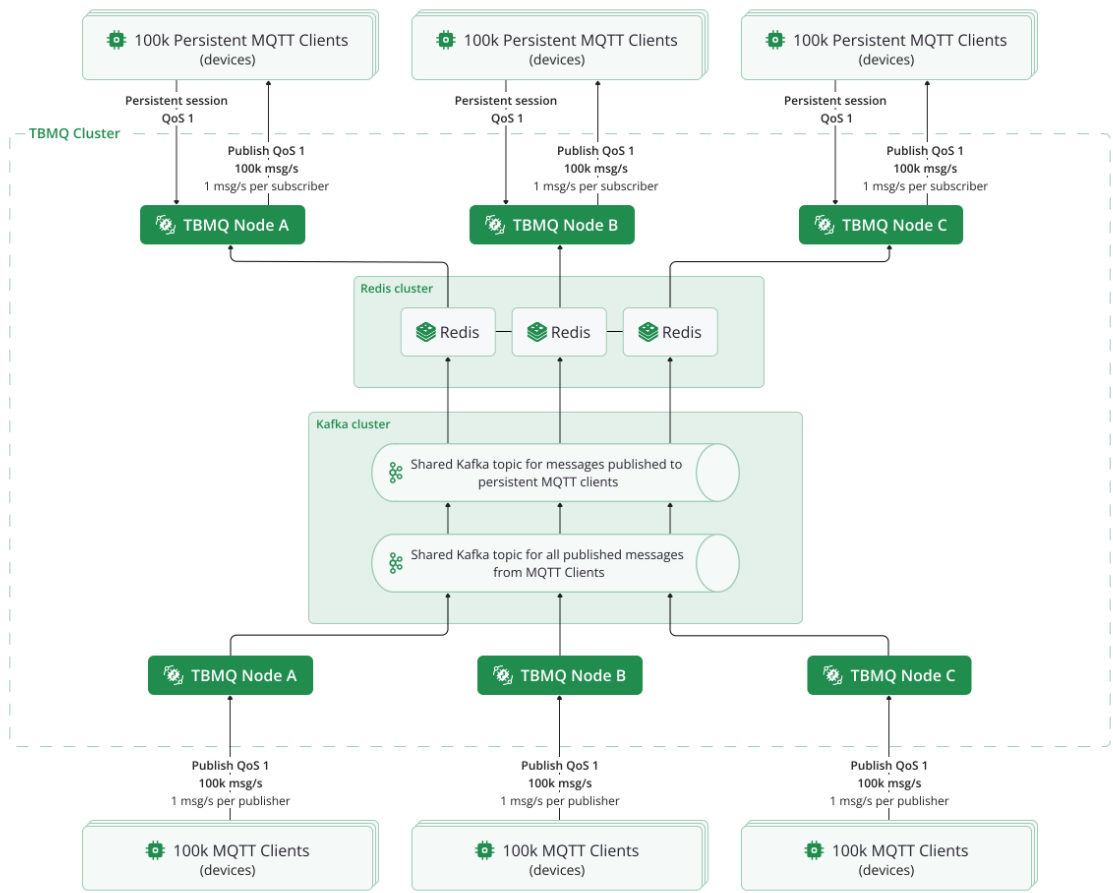 100k Persistent MQTT Clients
(devices)
100k Persistent MQTT Clients
(devices)
100k Persistent MQTT Clients
(devices)
Persistent session
QoS 1
Persistent session
QoS 1
Persistent session
QoS 1
TBMQ Cluster
Publish QoS 1
100k msg/s
1 msg/s per subscriber
Publish QoS 1
100k msg/s
1 msg/s per subscriber
Publish QoS 1
100k msg/s
1 msg/s per subscriber
TBMQ Node A
TBMQ Node B
TBMQ Node C
Redis cluster
Redis
Redis
Redis
Kafka cluster
Shared Kafka topic for messages published to
persistent MQTT clients
Shared Kafka topic for all published messages
from MQTT Clients
TBMQ Node A
TBMQ Node B
TBMQ Node C
Publish QoS 1
100k msg/s
1 msg/s per publisher
Publish QoS 1
100k msg/s
1 msg/s per publisher
Publish QoS 1
100k msg/s
1 msg/s per publisher
100k MQTT Clients
(devices)
100k MQTT Clients
(devices)
100k MQTT Clients
(devices)